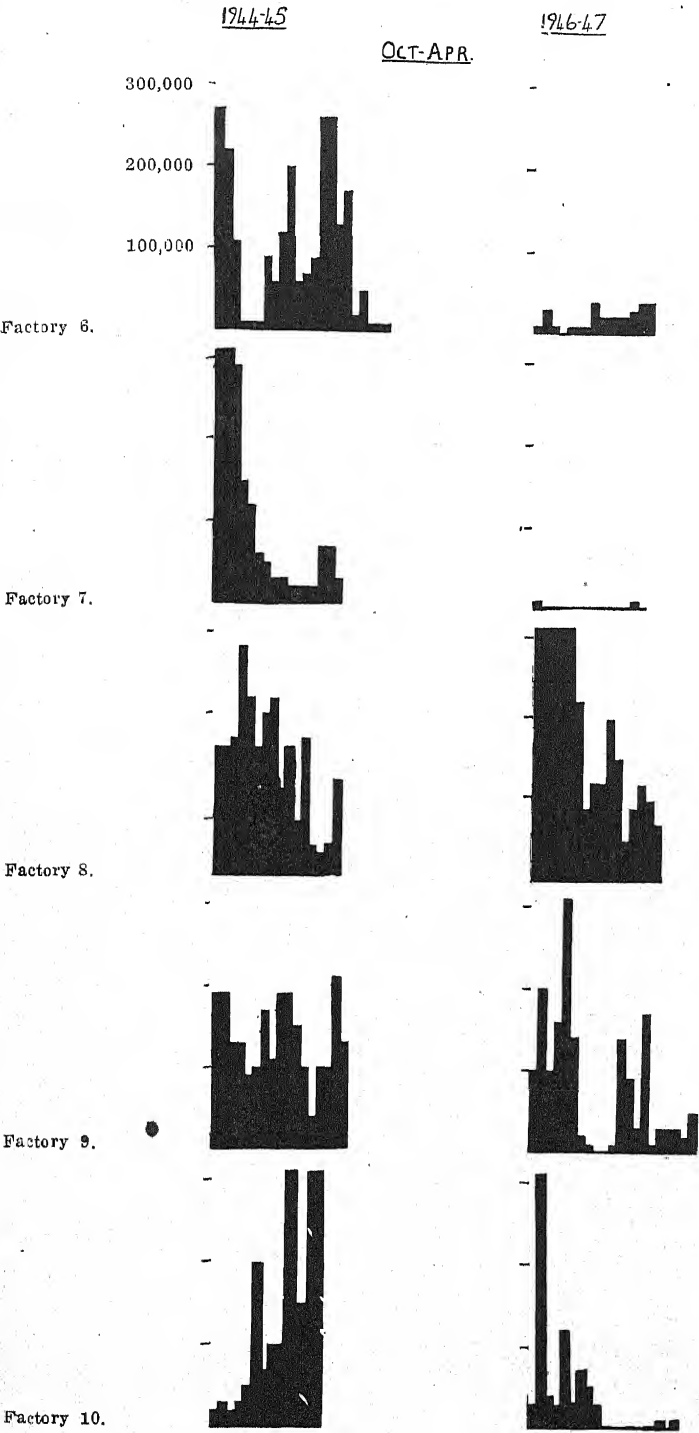 1944-45
1946-47
OCT-APR.
300,000
200,000
100,000
Factory 6.
Factory 7.
Factory 8.
Factory 9.
Factory 10.